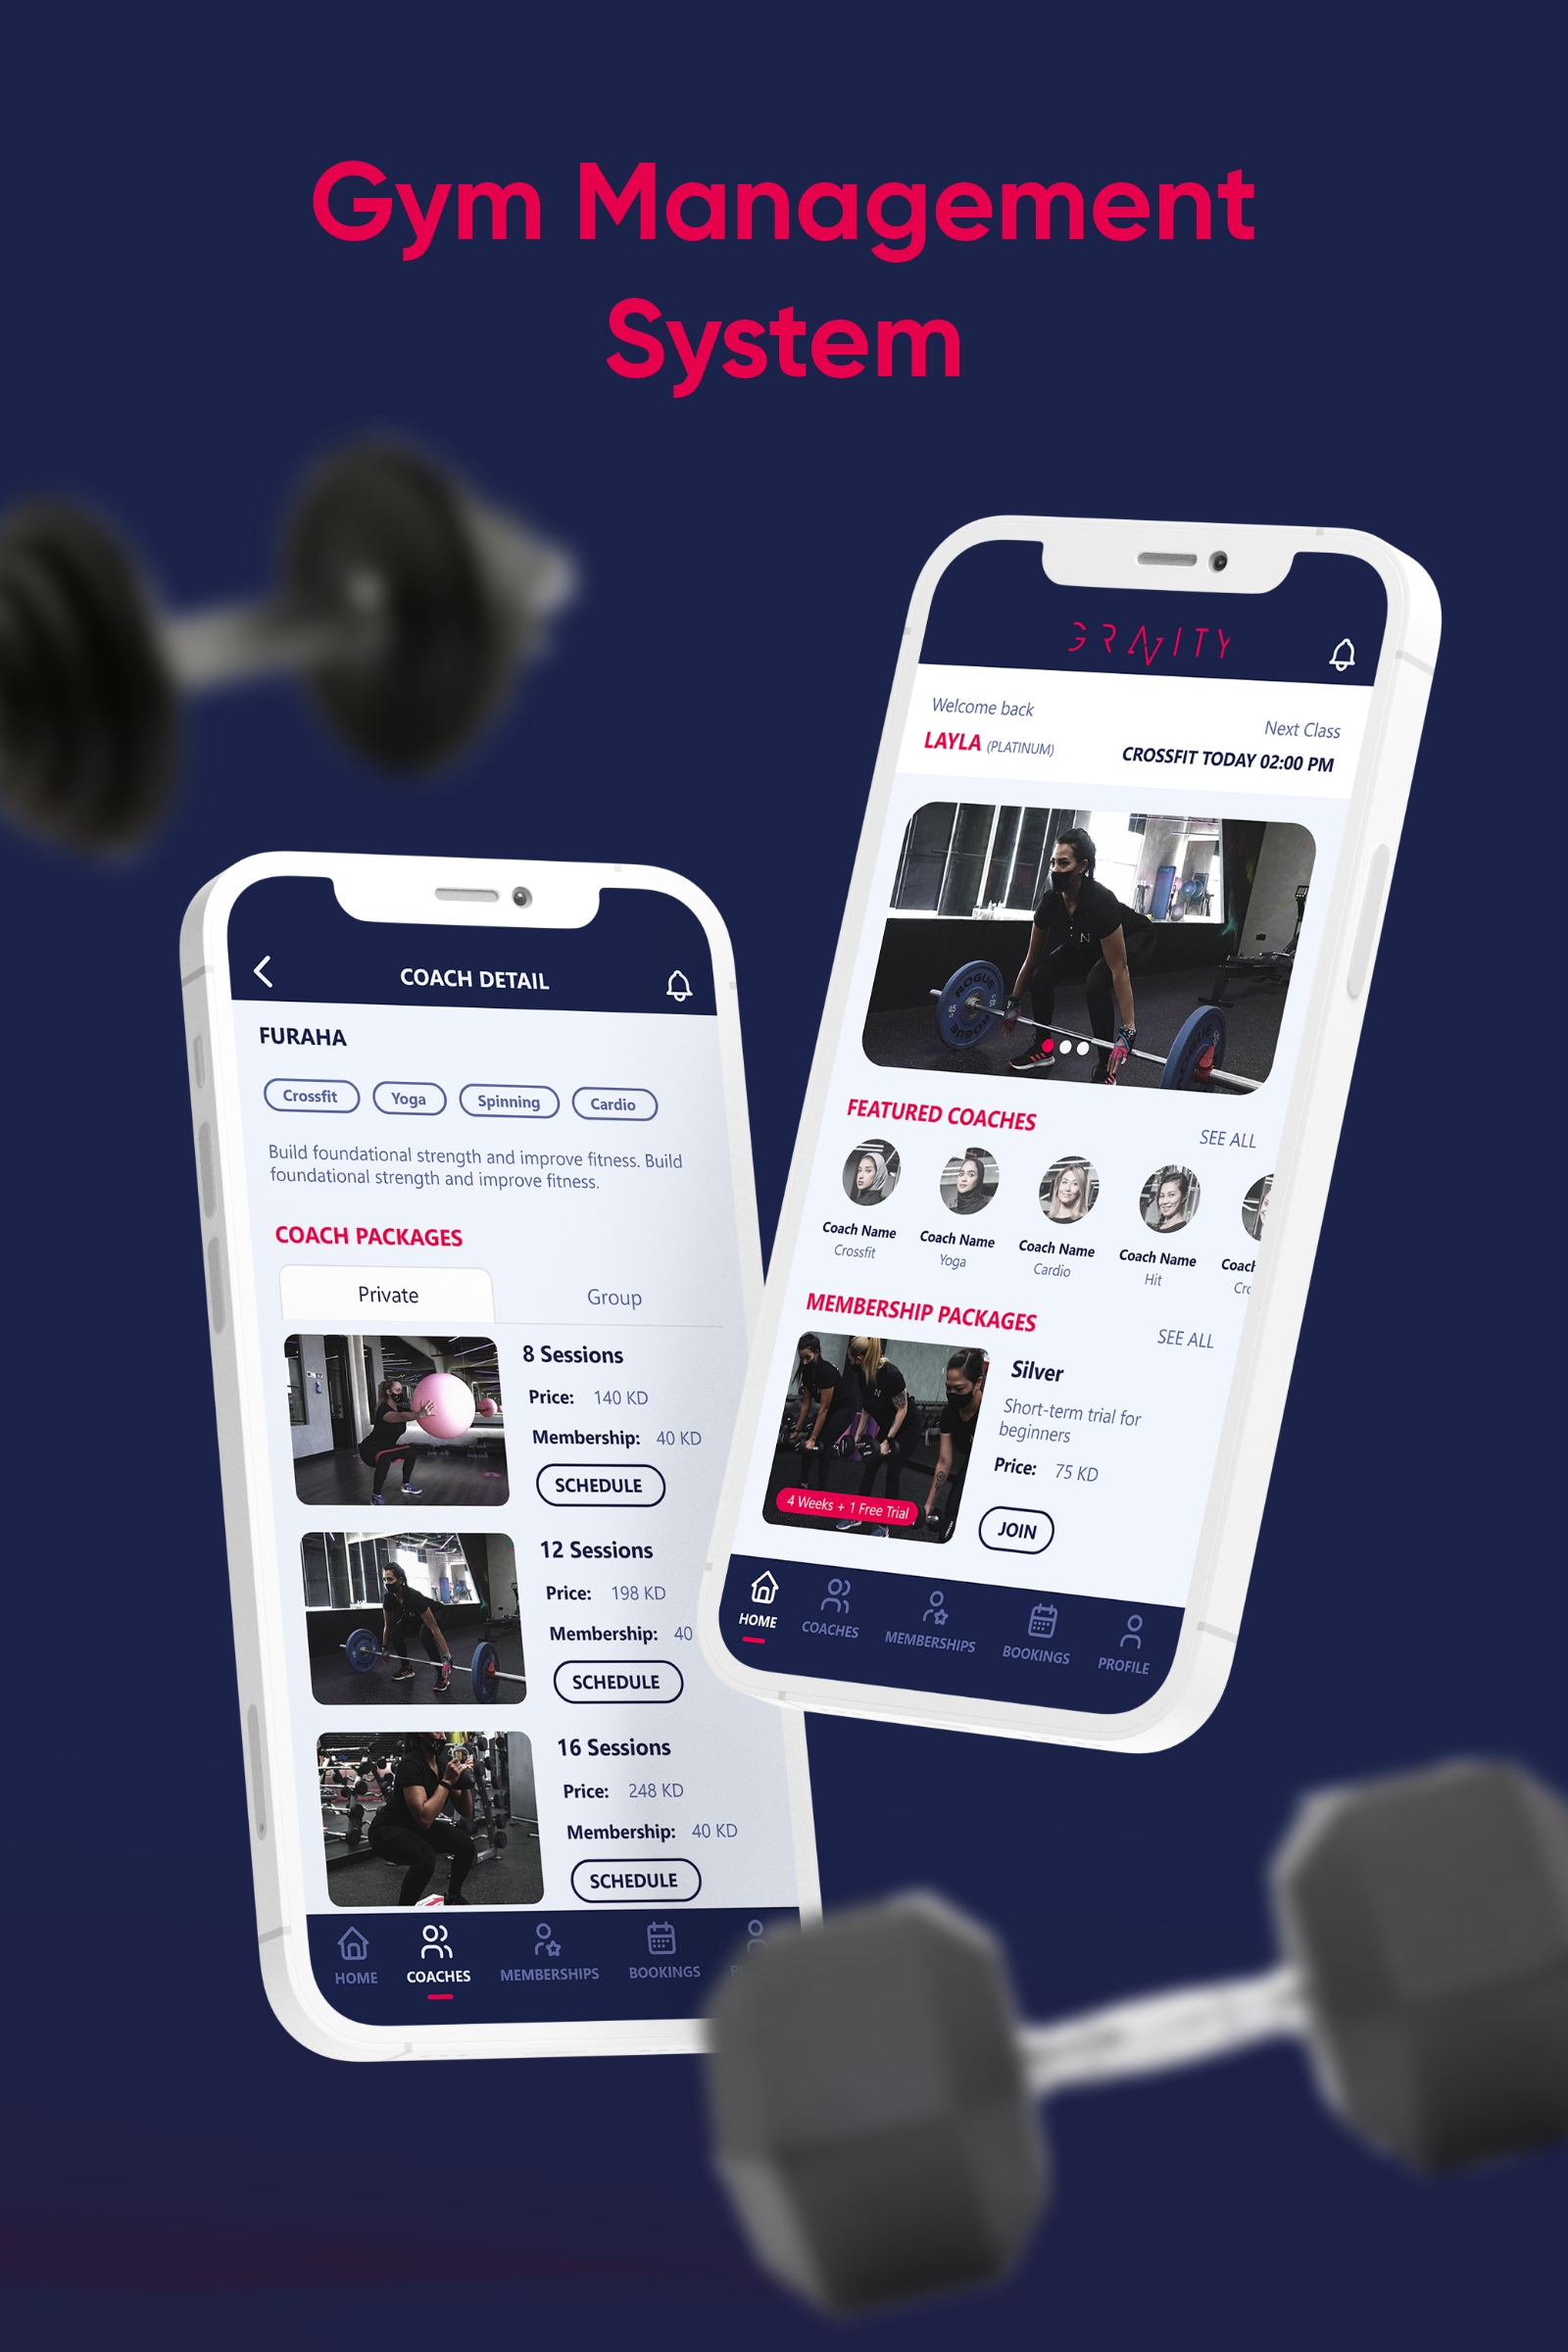 Gym Management
System
GRAVITY
Welcome back
LAYLA (PLATINUM)
Next Class
CROSSFIT TODAY 02:00 PM
ROGUE
ROGUE
ROGUE
N
FEATURED COACHES
SEE ALL
Coach Name
Crossfit
Coach Name
Yoga
Coach Name
Cardio
Coach Name
Hit
Coach
Cro
MEMBERSHIP PACKAGES
SEE ALL
4 Weeks + 1 Free Trial
Silver
Short-term trial for
beginners
Price: 75 KD
JOIN
HOME
COACHES
MEMBERSHIPS
BOOKINGS
PROFILE
COACH DETAIL
FURAHA
Crossfit
Yoga
Spinning
Cardio
Build foundational strength and improve fitness. Build
foundational strength and improve fitness.
COACH PACKAGES
Private
Group
8 Sessions
Price: 140 KD
Membership: 40 KD
SCHEDULE
12 Sessions
Price: 198 KD
Membership: 40
SCHEDULE
16 Sessions
Price: 248 KD
Membership: 40 KD
SCHEDULE
HOME
COACHES
MEMBERSHIPS
BOOKINGS